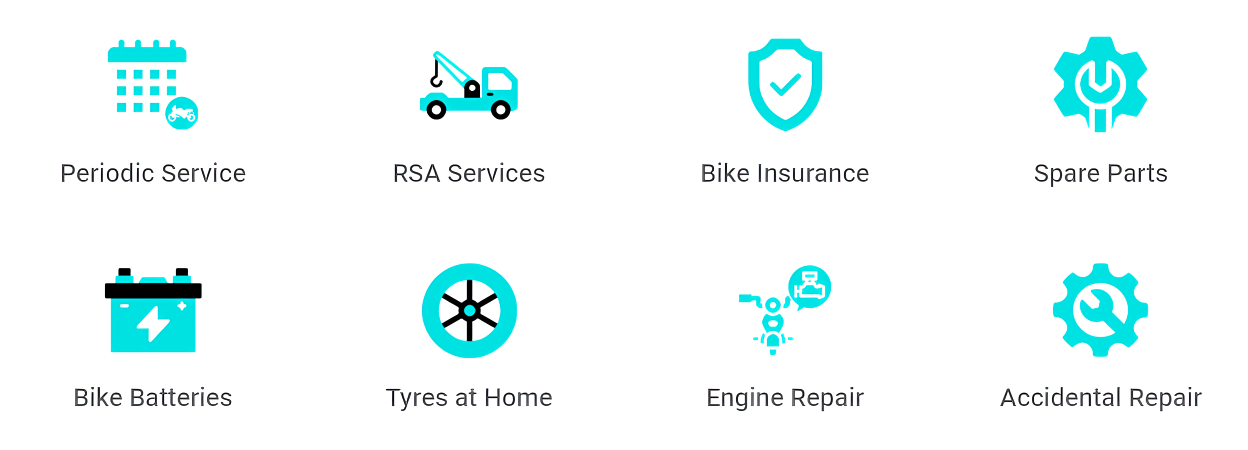 Periodic Service
RSA Services
Bike Insurance
Spare Parts
Bike Batteries
Tyres at Home
Engine Repair
Accidental Repair